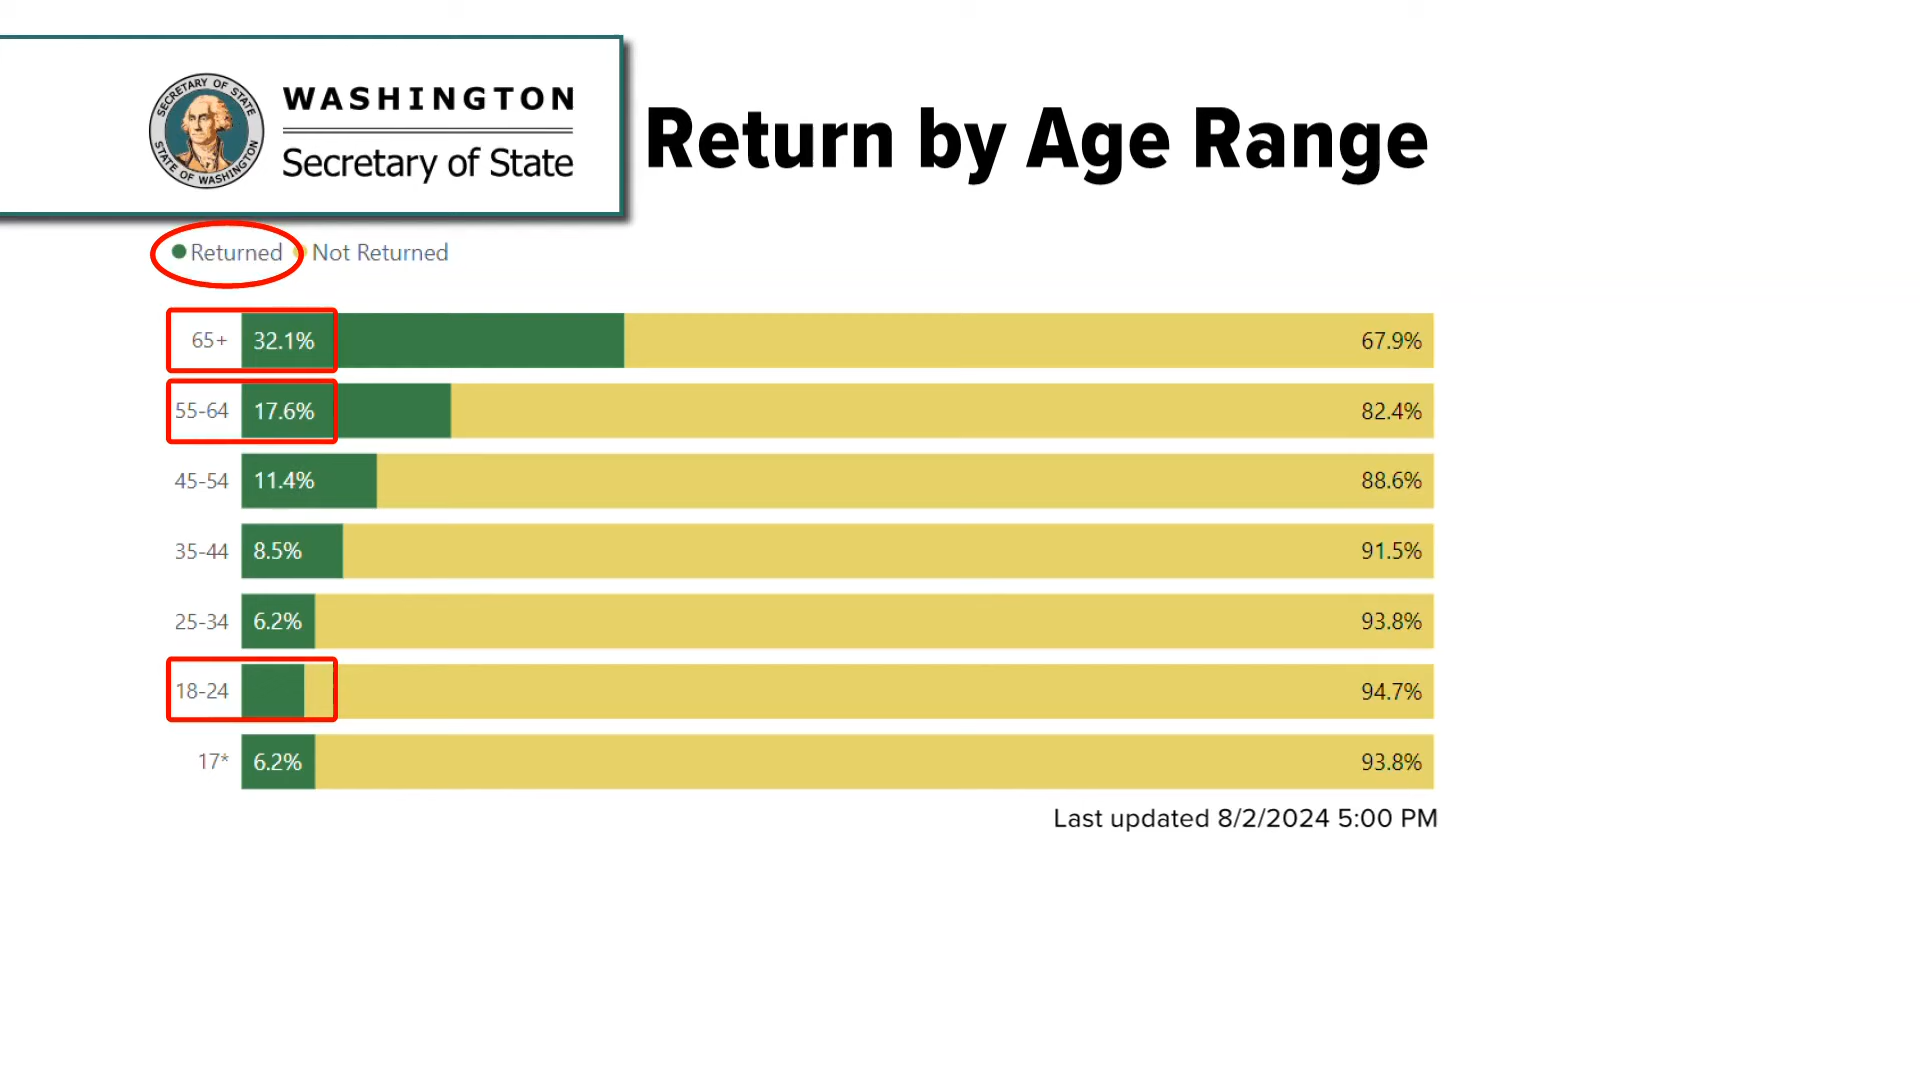 SECRETARY OF STATE
STATE OF WASHINGTON
WASHINGTON
Secretary of State
Return by Age Range
Returned Not Returned
65+ 32.1% 67.9%
55-64 17.6% 82.4%
45-54 11.4% 88.6%
35-44 8.5% 91.5%
25-34 6.2% 93.8%
18-24 94.7%
17* 6.2% 93.8%
Last updated 8/2/2024 5:00 PM